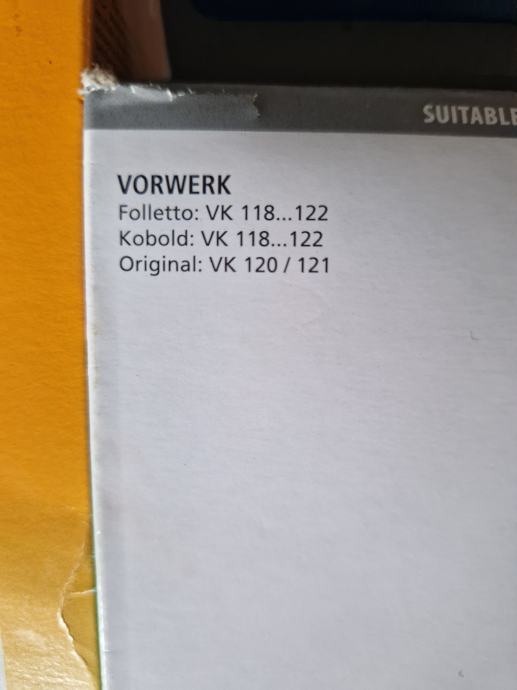 SUITABLE
VORWERK
Folletto: VK 118...122
Kobold: VK 118...122
Original: VK 120 / 121